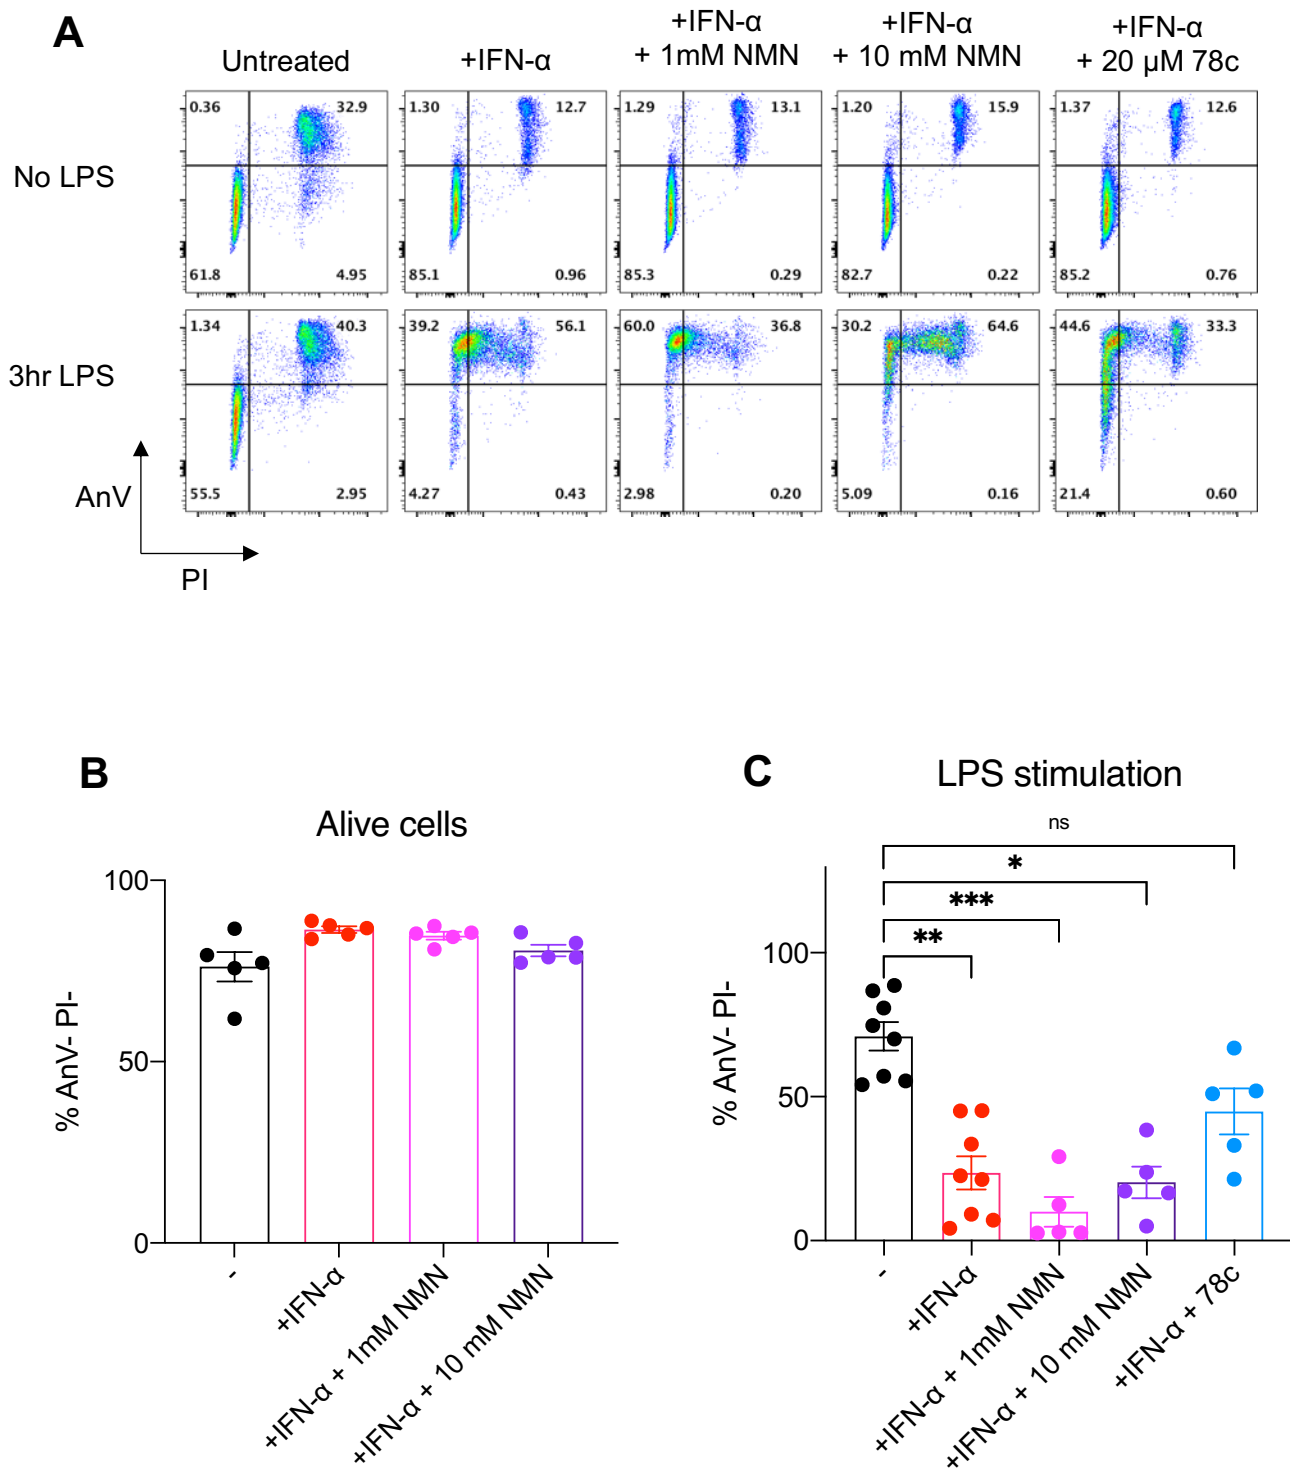 A
Untreated
+IFN-α
+IFN-α
+ 1mM NMN
+IFN-α
+ 10 mM NMN
+IFN-α
+ 20 µM 78c
No LPS
0.36 32.9
61.8 4.95
1.30 12.7
85.1 0.96
1.29 13.1
85.3 0.29
1.20 15.9
82.7 0.22
1.37 12.6
85.2 0.76
3hr LPS
1.34 40.3
55.5 2.95
39.2 56.1
4.27 0.43
60.0 36.8
2.98 0.20
30.2 64.6
5.09 0.16
44.6 33.3
21.4 0.60
AnV
PI
B
Alive cells
% AnV- PI-
100
50
0
-
+IFN-α
+IFN-α + 1mM NMN
+IFN-α + 10 mM NMN
C
LPS stimulation
ns
*
***
**
% AnV- PI-
100
50
0
-
+IFN-α
+IFN-α + 1mM NMN
+IFN-α + 10 mM NMN
+IFN-α + 78c